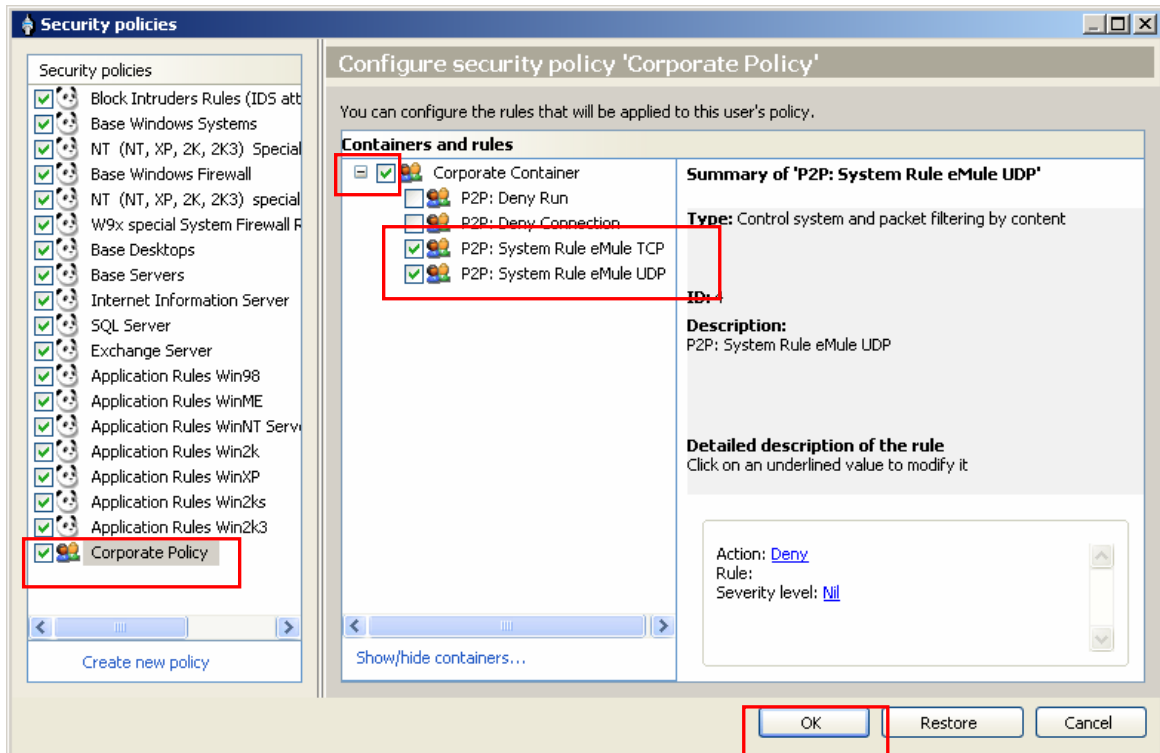 Security policies
Security policies
Block Intruders Rules (IDS att
Base Windows Systems
NT (NT, XP, 2K, 2K3) Special
Base Windows Firewall
NT (NT, XP, 2K, 2K3) special
W9x special System Firewall R
Base Desktops
Base Servers
Internet Information Server
SQL Server
Exchange Server
Application Rules Win98
Application Rules WinME
Application Rules WinNT Serv
Application Rules Win2k
Application Rules WinXP
Application Rules Win2ks
Application Rules Win2k3
Corporate Policy
Create new policy
Configure security policy 'Corporate Policy'
You can configure the rules that will be applied to this user's policy.
Containers and rules
Corporate Container
P2P: Deny Run
P2P: Deny Connection
P2P: System Rule eMule TCP
P2P: System Rule eMule UDP
Show/hide containers...
Summary of 'P2P: System Rule eMule UDP'
Type: Control system and packet filtering by content
ID: 4
Description:
P2P: System Rule eMule UDP
Detailed description of the rule
Click on an underlined value to modify it
Action: Deny
Rule:
Severity level: Nil
OK
Restore
Cancel